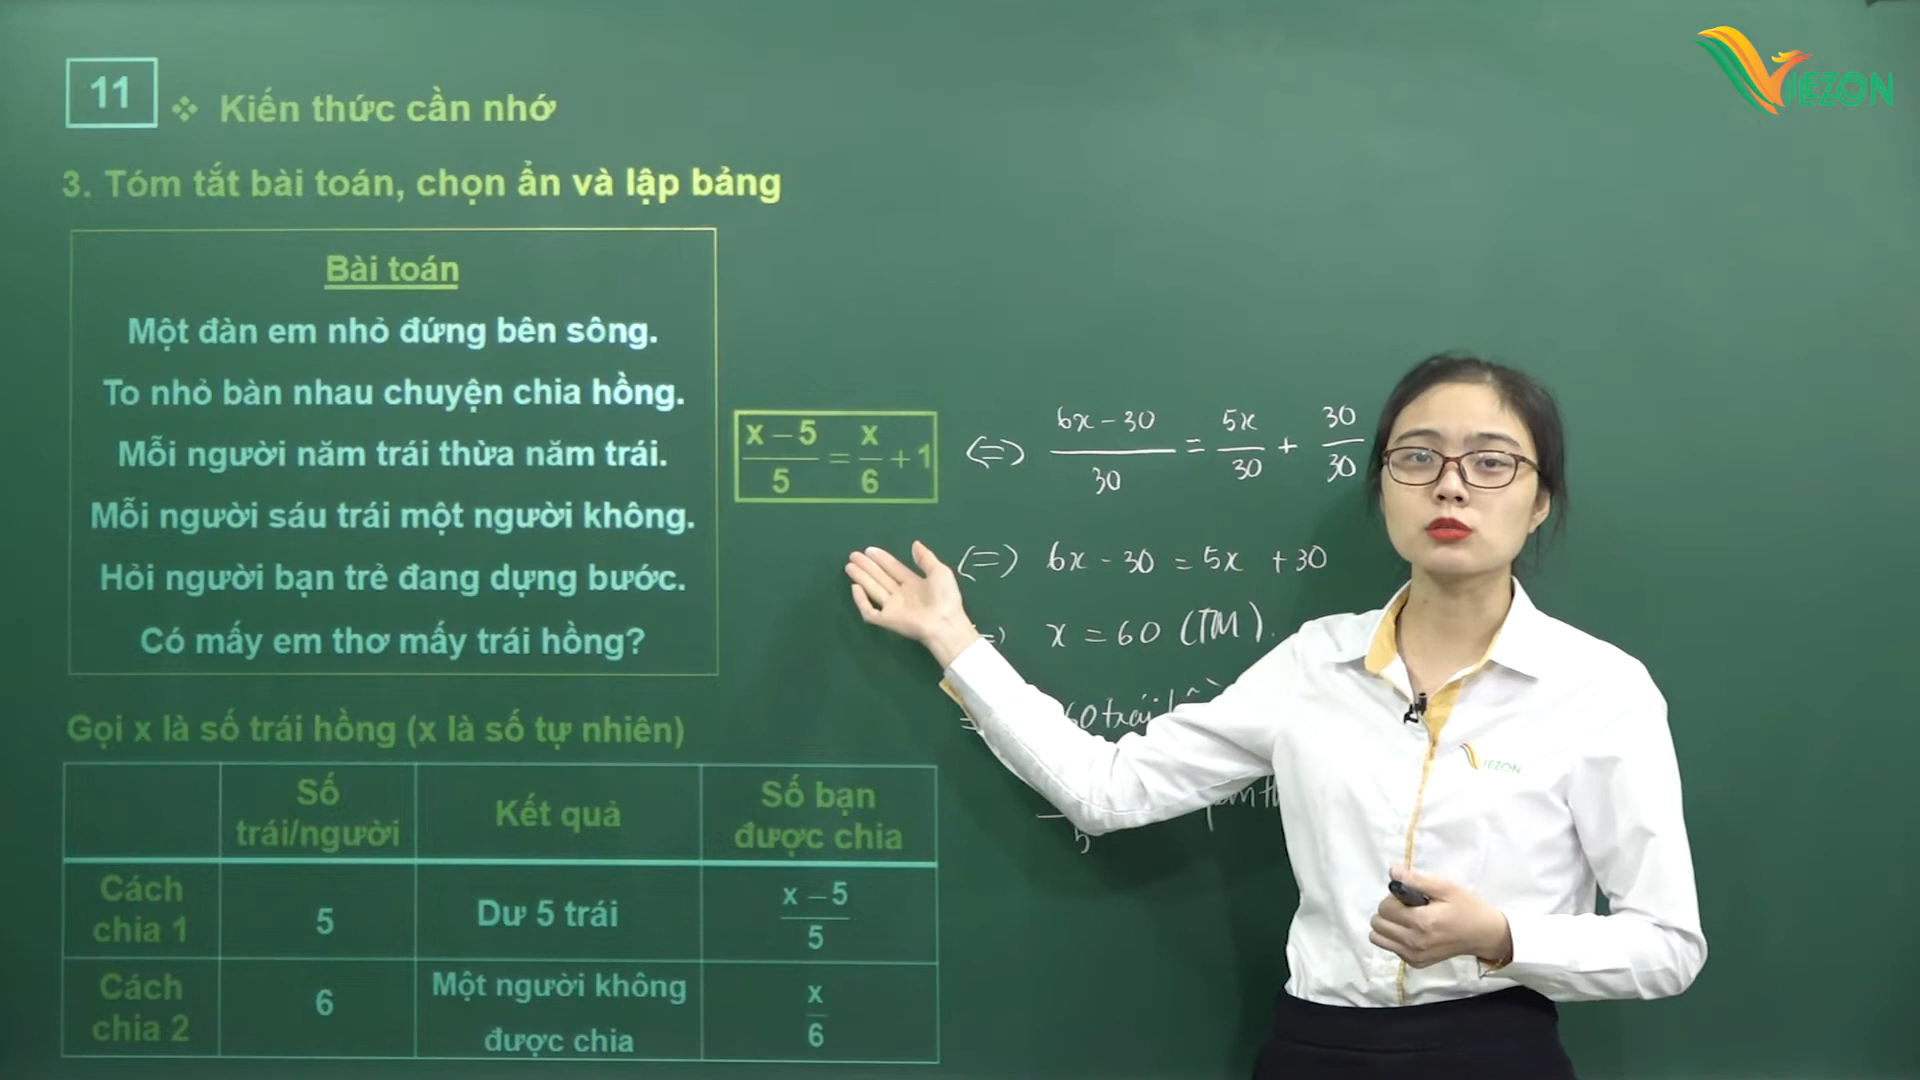 VIEZON
11
❖ Kiến thức cần nhớ
3. Tóm tắt bài toán, chọn ẩn và lập bảng
Bài toán
Một đàn em nhỏ đứng bên sông.
To nhỏ bàn nhau chuyện chia hồng.
Mỗi người năm trái thừa năm trái.
Mỗi người sáu trái một người không.
Hỏi người bạn trẻ đang dựng bước.
Có mấy em thơ mấy trái hồng?
x – 5 / 5 = x / 6 + 1
(=) 6x - 30 / 30 = 5x / 30 + 30 / 30
(=) 6x - 30 = 5x + 30
x = 60 (TM).
60 trái
5
VIEZON
Gọi x là số trái hồng (x là số tự nhiên)
Số trái/người Kết quả Số bạn được chia
Cách chia 1 5 Dư 5 trái x – 5 / 5
Cách chia 2 6 Một người không được chia x / 6